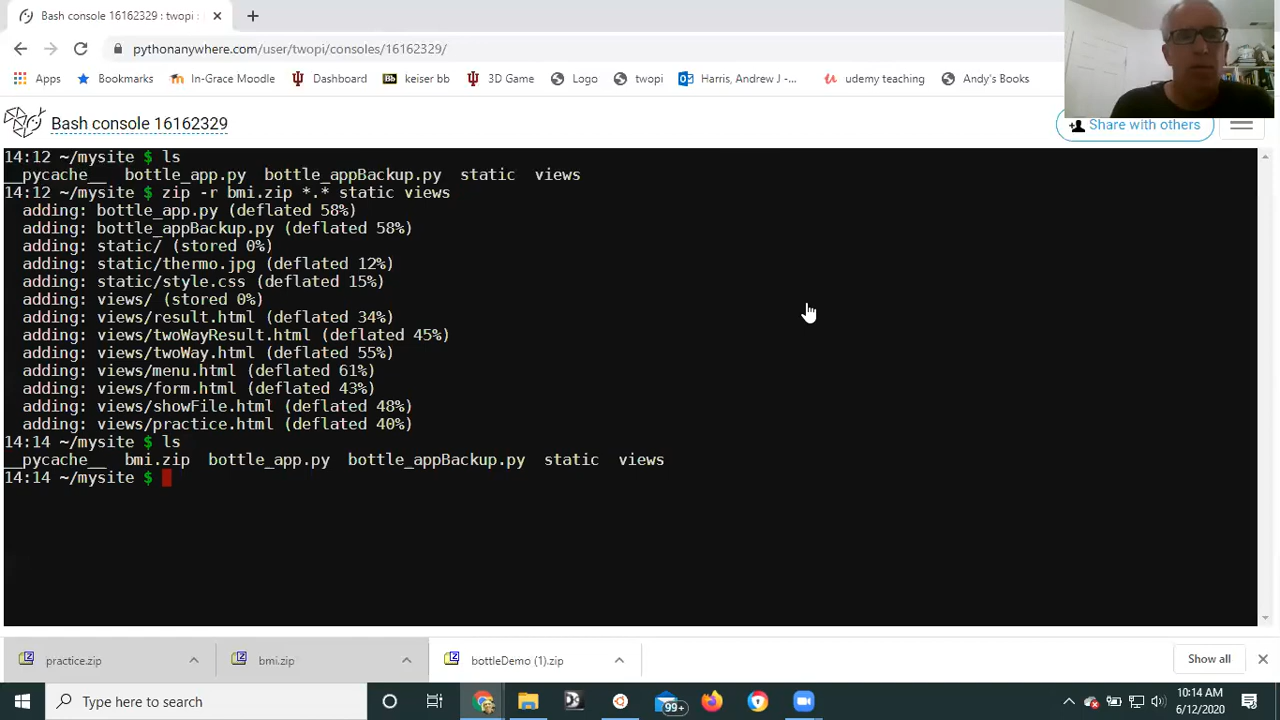 Bash console 16162329 : twopi :
pythonanywhere.com/user/twopi/consoles/16162329/
Apps Bookmarks In-Grace Moodle Dashboard keiser bb 3D Game Logo twopi Harris, Andrew J -... udemy teaching Andy's Books
Bash console 16162329
Share with others
14:12 ~/mysite $ ls
__pycache__ bottle_app.py bottle_appBackup.py static views
14:12 ~/mysite $ zip -r bmi.zip *.* static views
adding: bottle_app.py (deflated 58%)
adding: bottle_appBackup.py (deflated 58%)
adding: static/ (stored 0%)
adding: static/thermo.jpg (deflated 12%)
adding: static/style.css (deflated 15%)
adding: views/ (stored 0%)
adding: views/result.html (deflated 34%)
adding: views/twoWayResult.html (deflated 45%)
adding: views/twoWay.html (deflated 55%)
adding: views/menu.html (deflated 61%)
adding: views/form.html (deflated 43%)
adding: views/showFile.html (deflated 48%)
adding: views/practice.html (deflated 40%)
14:14 ~/mysite $ ls
__pycache__ bmi.zip bottle_app.py bottle_appBackup.py static views
14:14 ~/mysite $
practice.zip bmi.zip bottleDemo (1).zip Show all
Type here to search 99+ 10:14 AM
6/12/2020